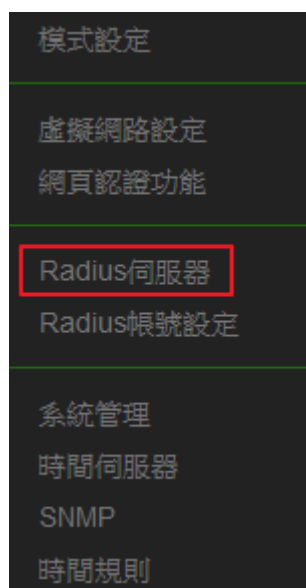 模式設定
虛擬網路設定
網頁認證功能
Radius伺服器
Radius帳號設定
系統管理
時間伺服器
SNMP
時間規則